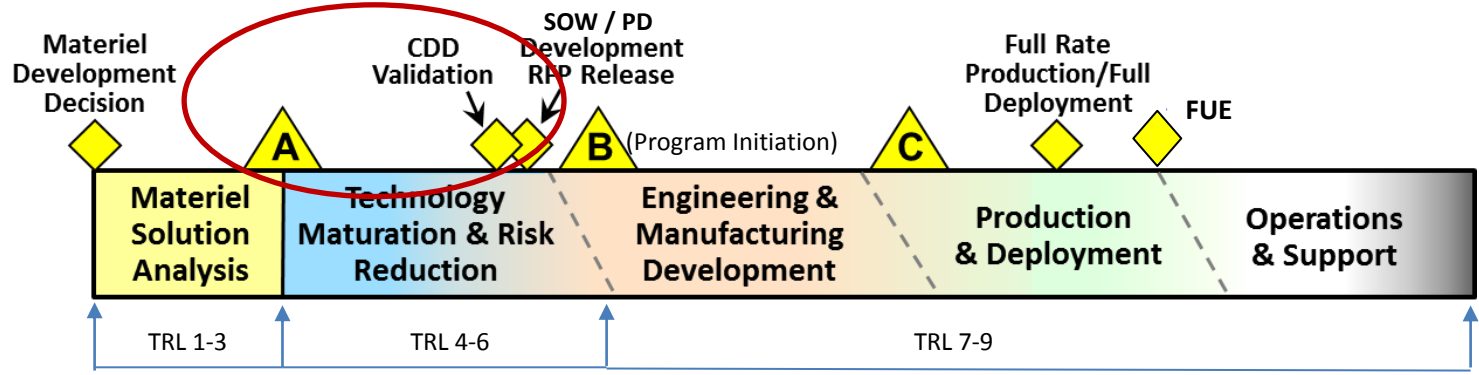 Materiel
Development
Decision
A
CDD
Validation
SOW / PD
Development
RFP Release
B
(Program Initiation)
C
Full Rate
Production/Full
Deployment
FUE
Materiel
Solution
Analysis
Technology
Maturation & Risk
Reduction
Engineering &
Manufacturing
Development
Production
& Deployment
Operations
& Support
TRL 1-3
TRL 4-6
TRL 7-9